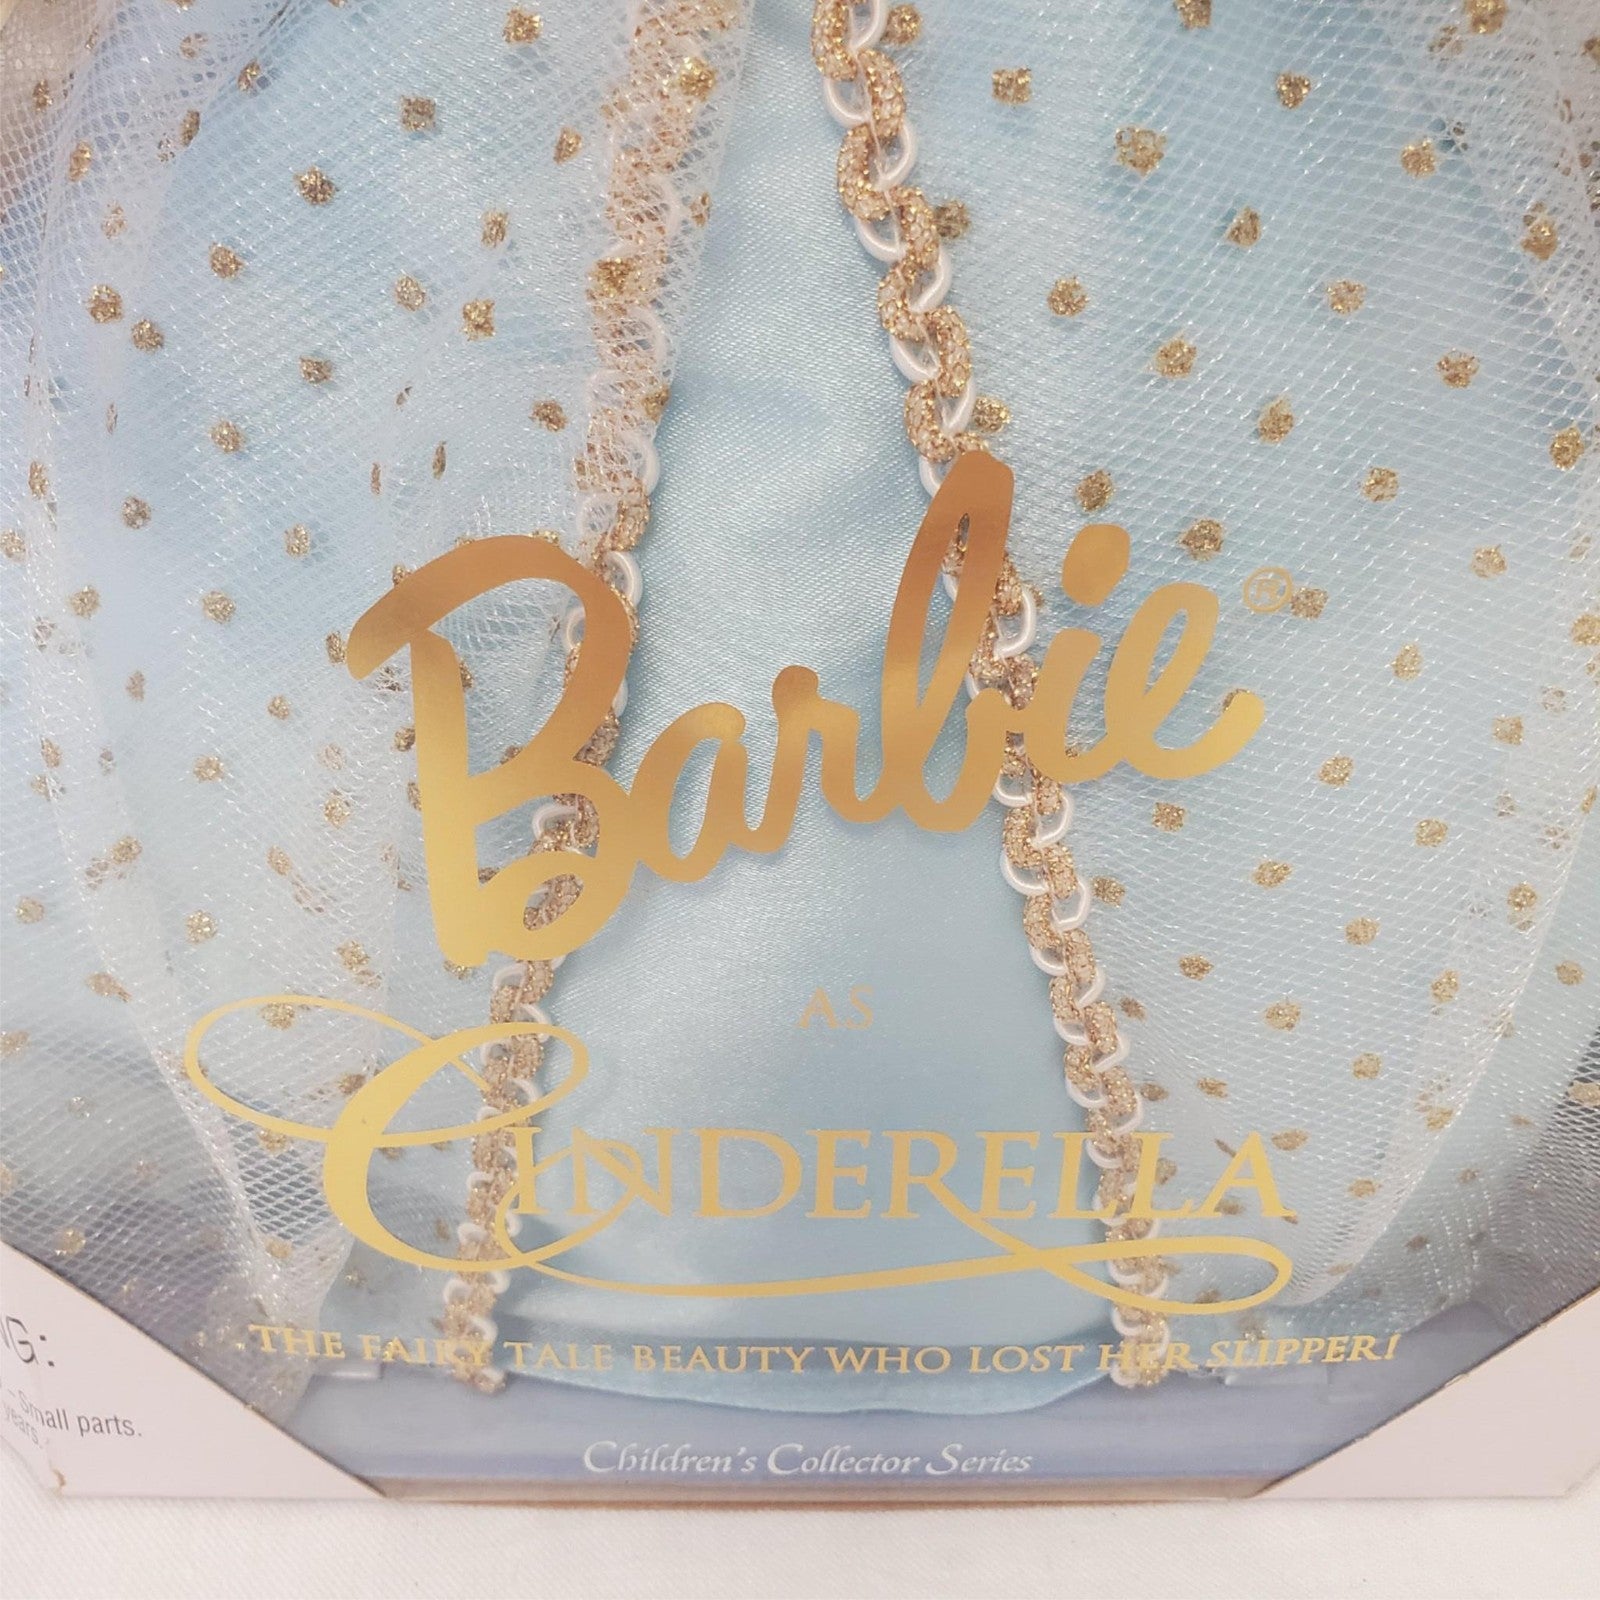 Barbie®
AS
CINDERELLA
THE FAIRY TALE BEAUTY WHO LOST HER SLIPPER!
NG:
- Small parts.
years.
Children's Collector Series